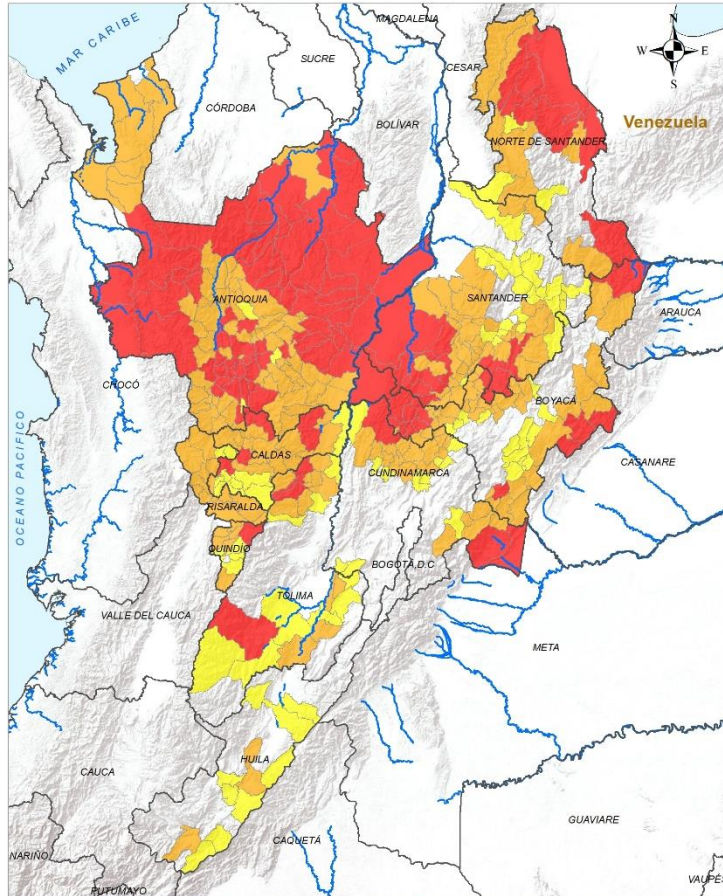 MAR CARIBE
MAGDALENA
N
W
E
S
SUCRE
CESAR
CÓRDOBA
BOLÍVAR
Venezuela
NORTE DE SANTANDER
ANTIOQUIA
SANTANDER
ARAUCA
CHOCÓ
BOYACÁ
CALDAS
CUNDINAMARCA
CASANARE
OCEANO PACIFICO
RISARALDA
QUINDÍO
BOGOTÁ, D.C
TOLIMA
VALLE DEL CAUCA
META
HUILA
CAUCA
GUAVIARE
CAQUETÁ
NARIÑO
PUTUMAYO
VAUPÉ